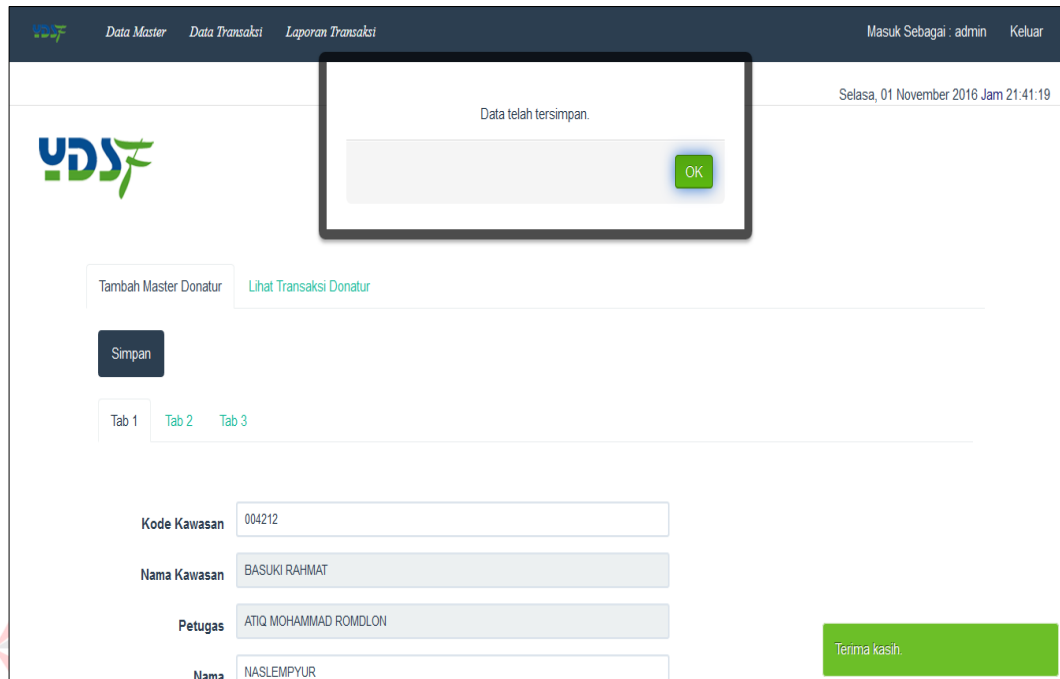 YDSF Data Master Data Transaksi Laporan Transaksi Masuk Sebagai : admin Keluar
Selasa, 01 November 2016 Jam 21:41:19
Data telah tersimpan.
OK
YDSF
Tambah Master Donatur Lihat Transaksi Donatur
Simpan
Tab 1 Tab 2 Tab 3
Kode Kawasan 004212
Nama Kawasan BASUKI RAHMAT
Petugas ATIQ MOHAMMAD ROMDLON
Nama NASLEMPYUR
Terima kasih.